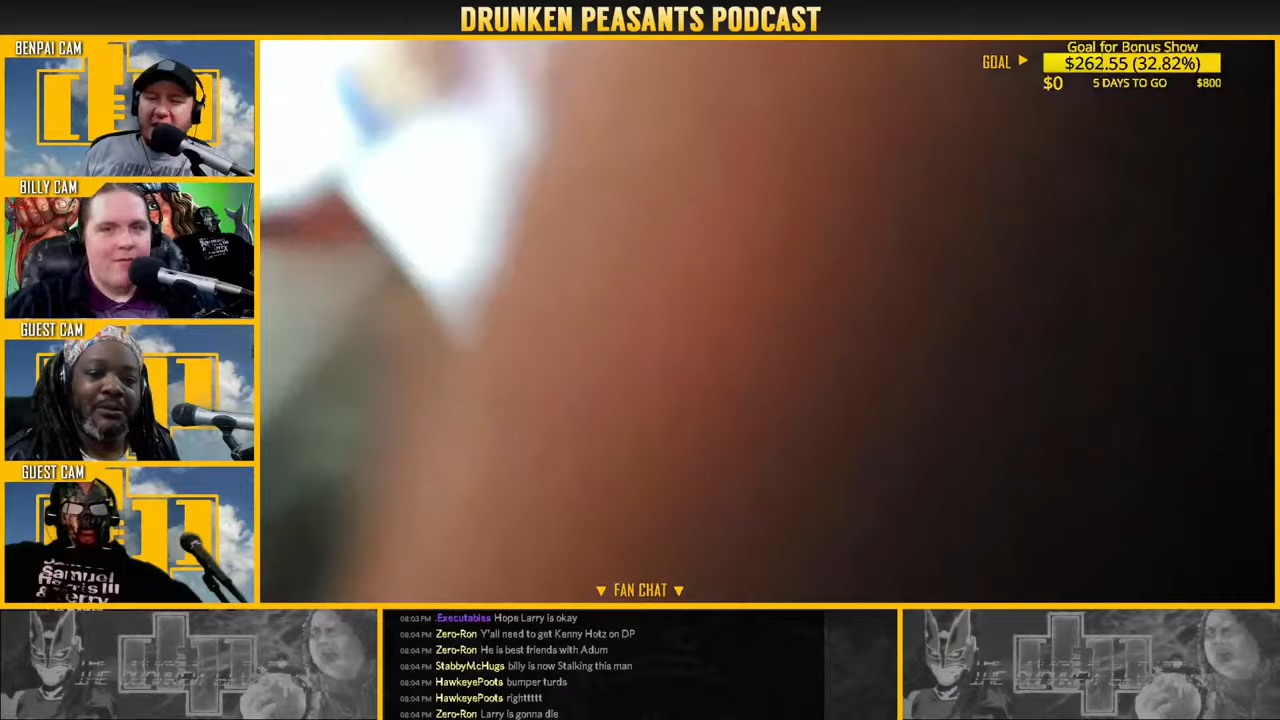 DRUNKEN PEASANTS PODCAST
BENPAI CAM
BILLY CAM
GUEST CAM
GUEST CAM
Samuel
Harris III
GOAL
Goal for Bonus Show
$262.55 (32.82%)
$0 5 DAYS TO GO $800
FAN CHAT
08:03 PM .Executables Hope Larry is okay
08:04 PM Zero-Ron Y'all need to get Kenny Hotz on DP
08:04 PM Zero-Ron He is best friends with Adum
08:04 PM StabbyMcHugs billy is now Stalking this man
08:04 PM HawkeyePoots bumper turds
08:04 PM HawkeyePoots righttttt
08:04 PM Zero-Ron Larry is gonna die